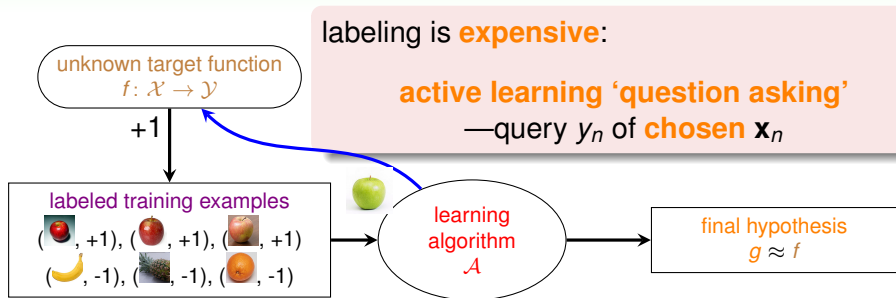 labeling is expensive:
active learning ‘question asking’
—query yₙ of chosen xₙ
unknown target function
f: 𝒳 → 𝒴
+1
labeled training examples
( , +1), ( , +1), ( , +1)
( , -1), ( , -1), ( , -1)
learning
algorithm
𝒜
final hypothesis
g ≈ f